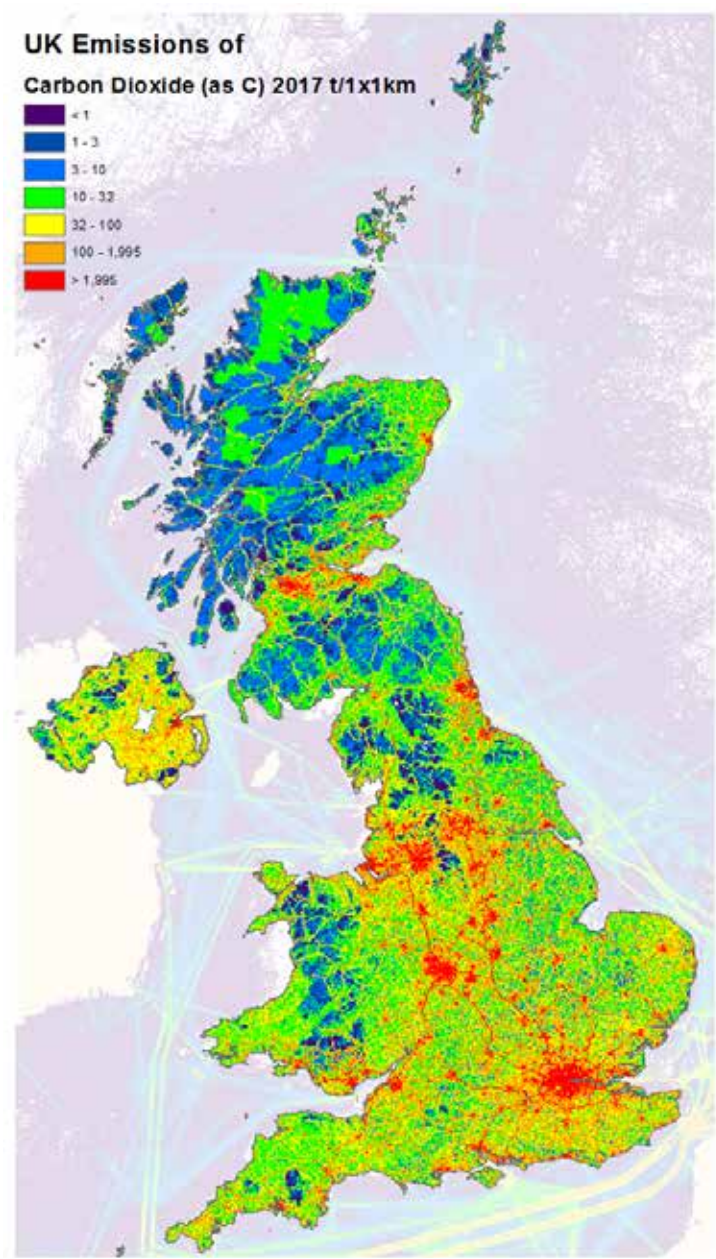 UK Emissions of
Carbon Dioxide (as C) 2017 t/1x1km
< 1
1 - 3
3 - 10
10 - 32
32 - 100
100 - 1,995
> 1,995